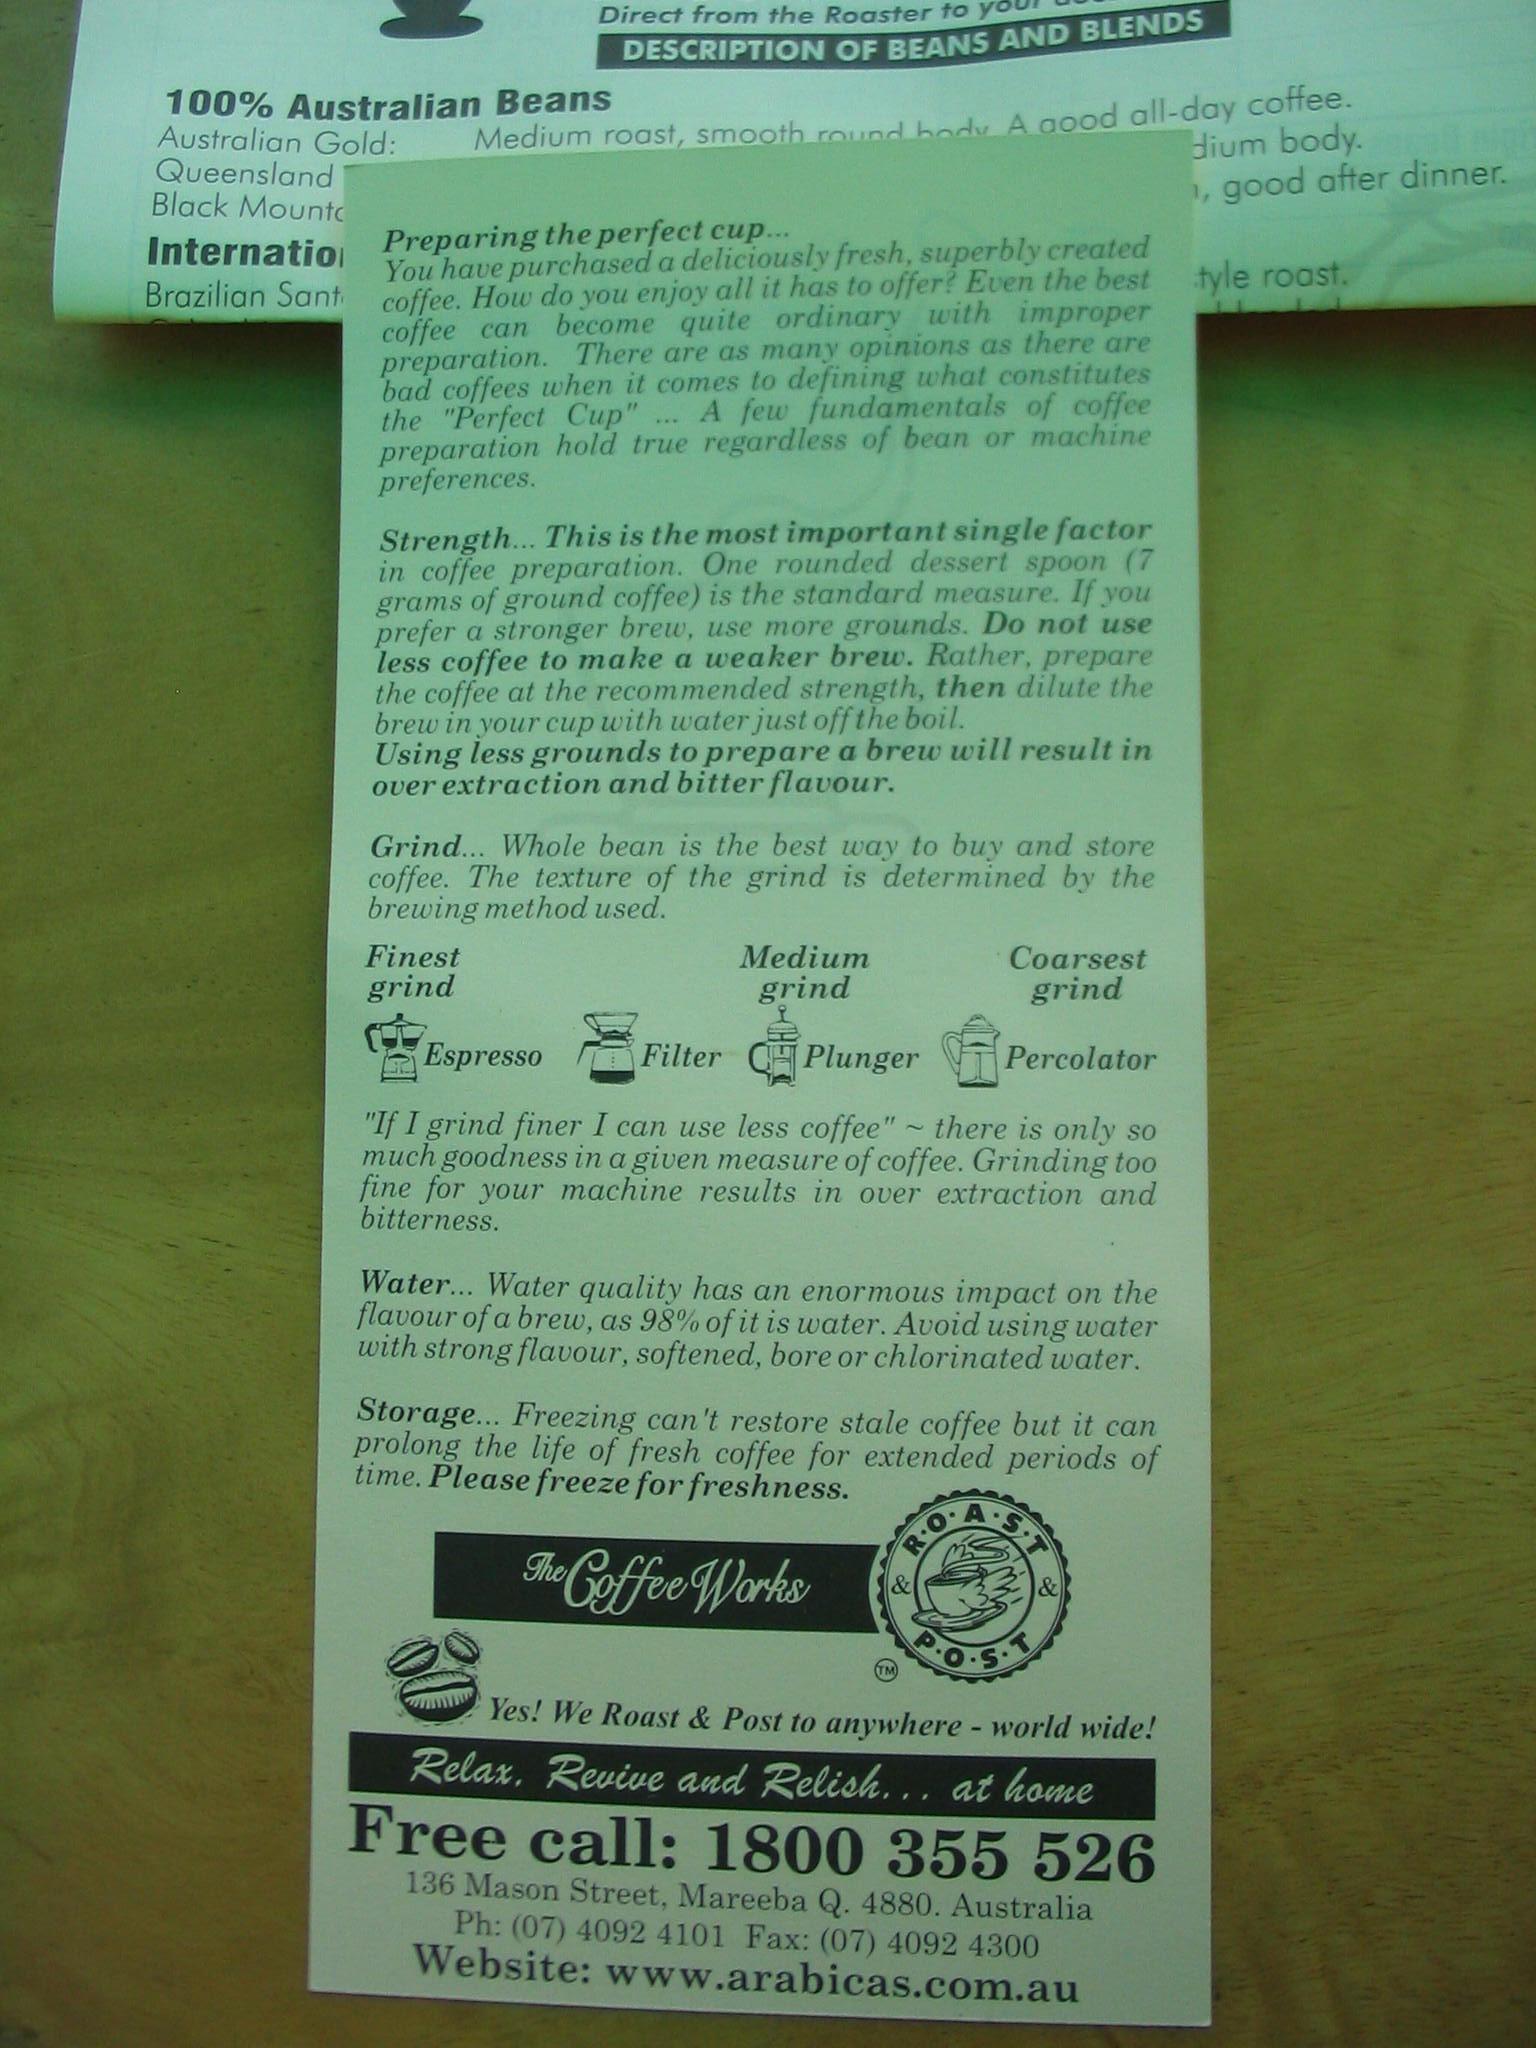 Direct from the Roaster to your
DESCRIPTION OF BEANS AND BLENDS
100% Australian Beans
Australian Gold: Medium roast, smooth round body. A good all-day coffee.
Queensland dium body.
Black Mounta , good after dinner.
Internatio
Brazilian Sant tyle roast.
Preparing the perfect cup...
You have purchased a deliciously fresh, superbly created
coffee. How do you enjoy all it has to offer? Even the best
coffee can become quite ordinary with improper
preparation. There are as many opinions as there are
bad coffees when it comes to defining what constitutes
the "Perfect Cup" ... A few fundamentals of coffee
preparation hold true regardless of bean or machine
preferences.
Strength... This is the most important single factor
in coffee preparation. One rounded dessert spoon (7
grams of ground coffee) is the standard measure. If you
prefer a stronger brew, use more grounds. Do not use
less coffee to make a weaker brew. Rather, prepare
the coffee at the recommended strength, then dilute the
brew in your cup with water just off the boil.
Using less grounds to prepare a brew will result in
over extraction and bitter flavour.
Grind... Whole bean is the best way to buy and store
coffee. The texture of the grind is determined by the
brewing method used.
Finest Medium Coarsest
grind grind grind
Espresso Filter Plunger Percolator
"If I grind finer I can use less coffee" ~ there is only so
much goodness in a given measure of coffee. Grinding too
fine for your machine results in over extraction and
bitterness.
Water... Water quality has an enormous impact on the
flavour of a brew, as 98% of it is water. Avoid using water
with strong flavour, softened, bore or chlorinated water.
Storage... Freezing can't restore stale coffee but it can
prolong the life of fresh coffee for extended periods of
time. Please freeze for freshness.
The Coffee Works
R·O·A·S·T
& &
P·O·S·T
TM
Yes! We Roast & Post to anywhere - world wide!
Relax, Revive and Relish... at home
Free call: 1800 355 526
136 Mason Street, Mareeba Q. 4880. Australia
Ph: (07) 4092 4101 Fax: (07) 4092 4300
Website: www.arabicas.com.au